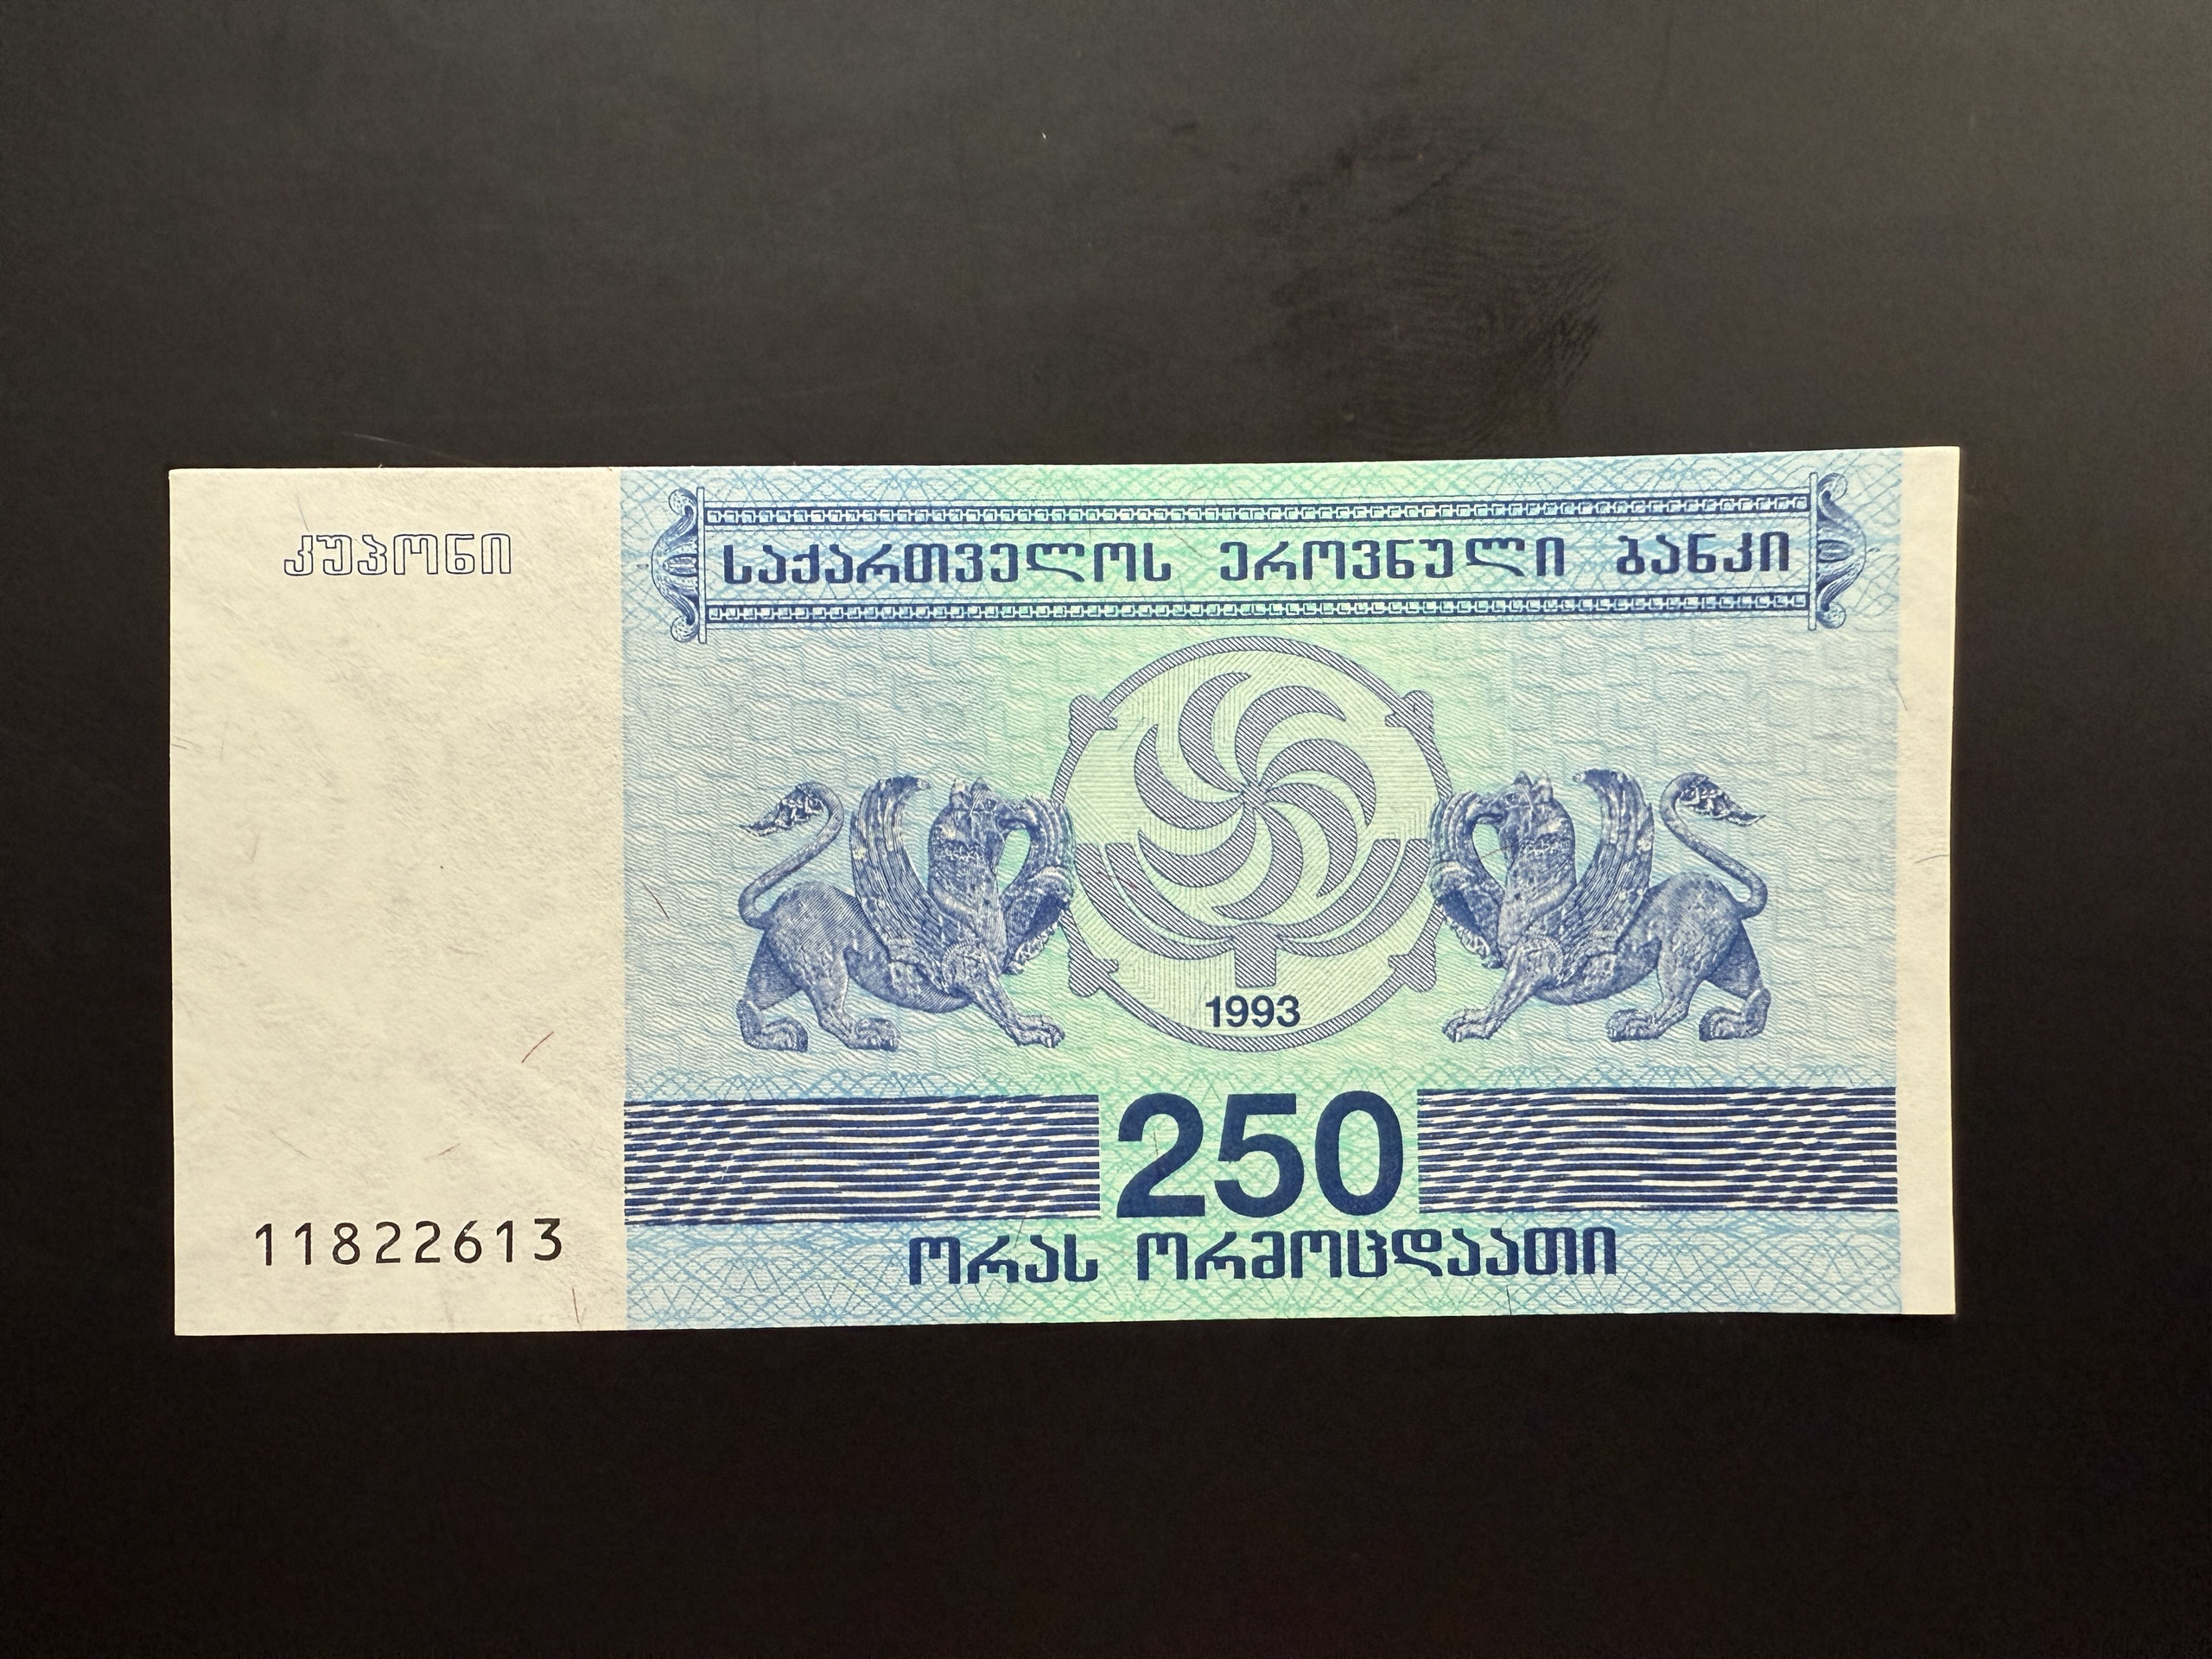 კუპონი
საქართველოს ეროვნული ბანკი
1993
250
ორას ორმოცდაათი
11822613